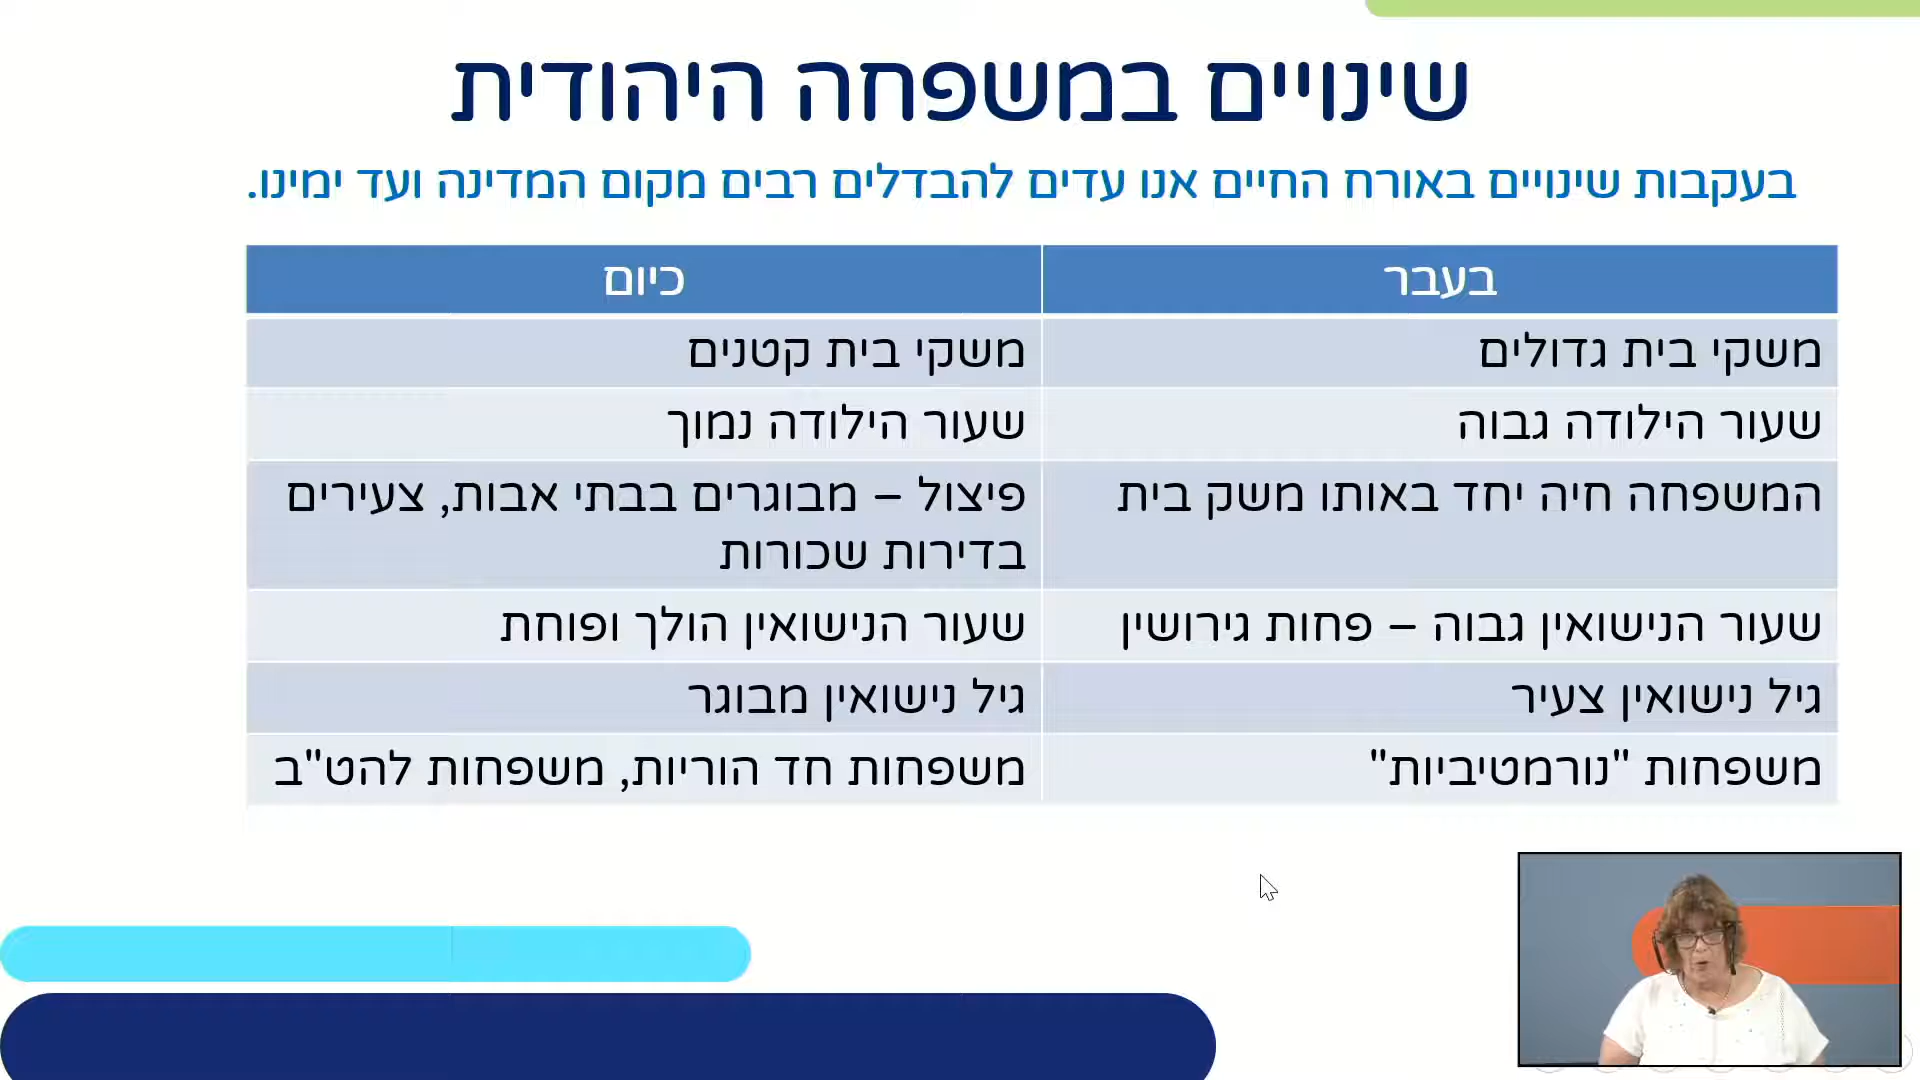 שינויים במשפחה היהודית
בעקבות שינויים באורח החיים אנו עדים להבדלים רבים מקום המדינה ועד ימינו.
בעבר
כיום
משקי בית גדולים
משקי בית קטנים
שעור הילודה גבוה
שעור הילודה נמוך
המשפחה חיה יחד באותו משק בית
פיצול – מבוגרים בבתי אבות, צעירים
בדירות שכורות
שעור הנישואין גבוה – פחות גירושין
שעור הנישואין הולך ופוחת
גיל נישואין צעיר
גיל נישואין מבוגר
משפחות "נורמטיביות"
משפחות חד הוריות, משפחות להט"ב